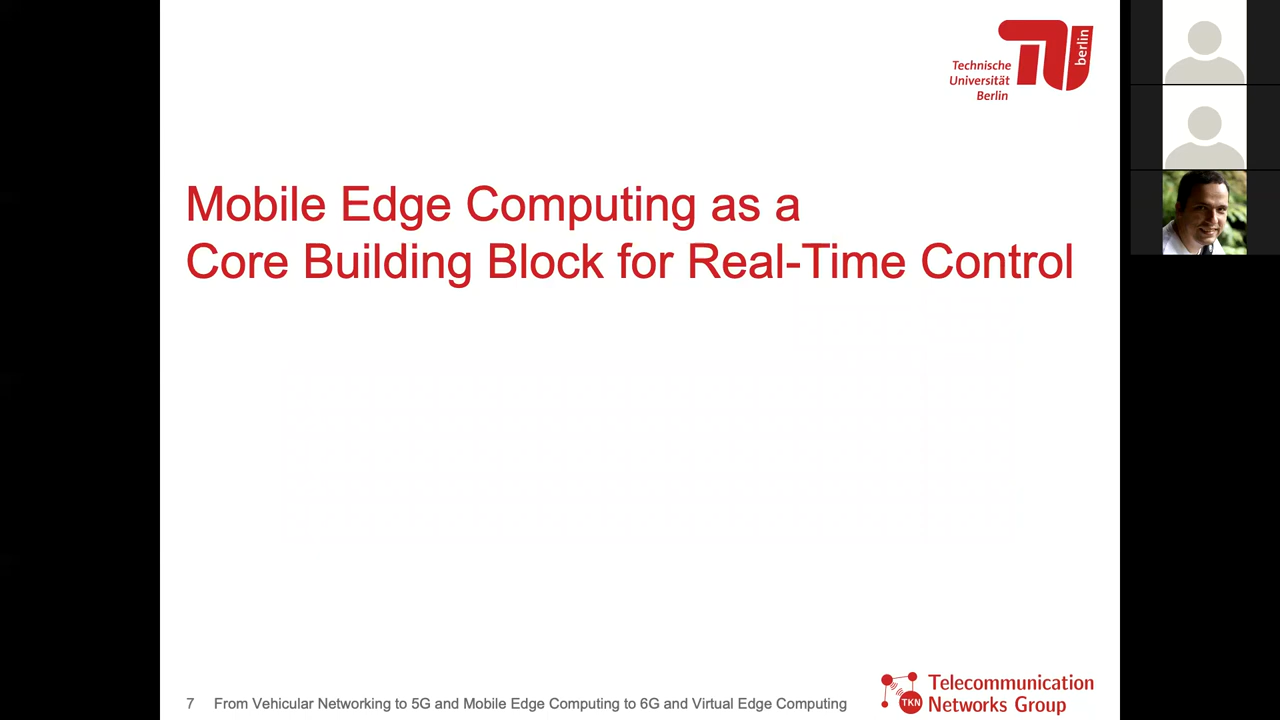 Technische
Universität
Berlin
berlin
Mobile Edge Computing as a
Core Building Block for Real-Time Control
7 From Vehicular Networking to 5G and Mobile Edge Computing to 6G and Virtual Edge Computing
TKN
Telecommunication
Networks Group